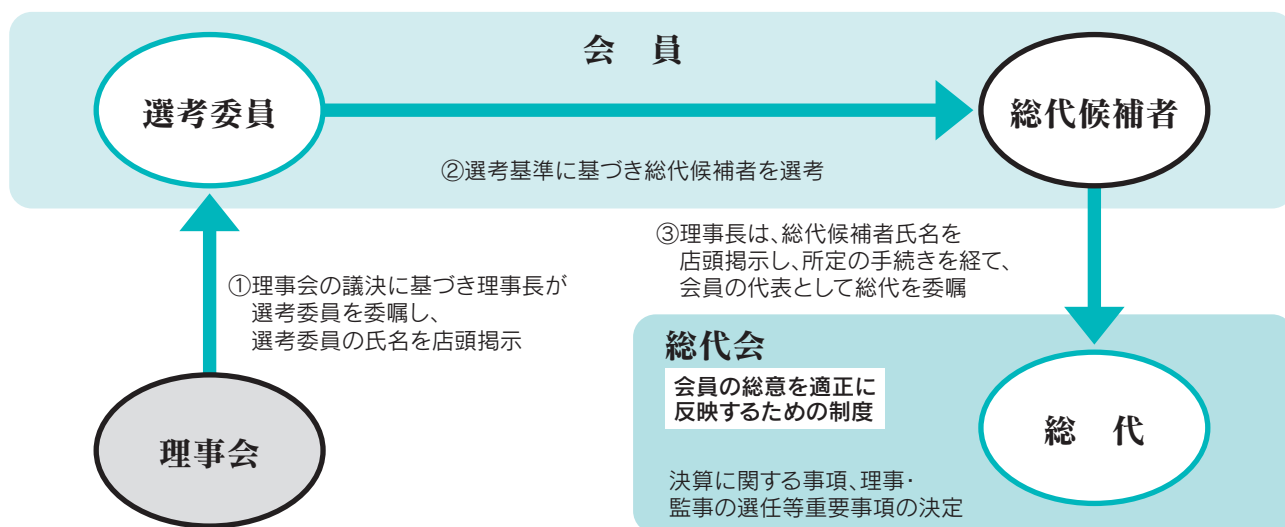 会　員
選考委員
総代候補者
②選考基準に基づき総代候補者を選考
①理事会の議決に基づき理事長が
選考委員を委嘱し、
選考委員の氏名を店頭掲示
理事会
③理事長は、総代候補者氏名を
店頭掲示し、所定の手続きを経て、
会員の代表として総代を委嘱
総代会
会員の総意を適正に
反映するための制度
総　代
決算に関する事項、理事・
監事の選任等重要事項の決定